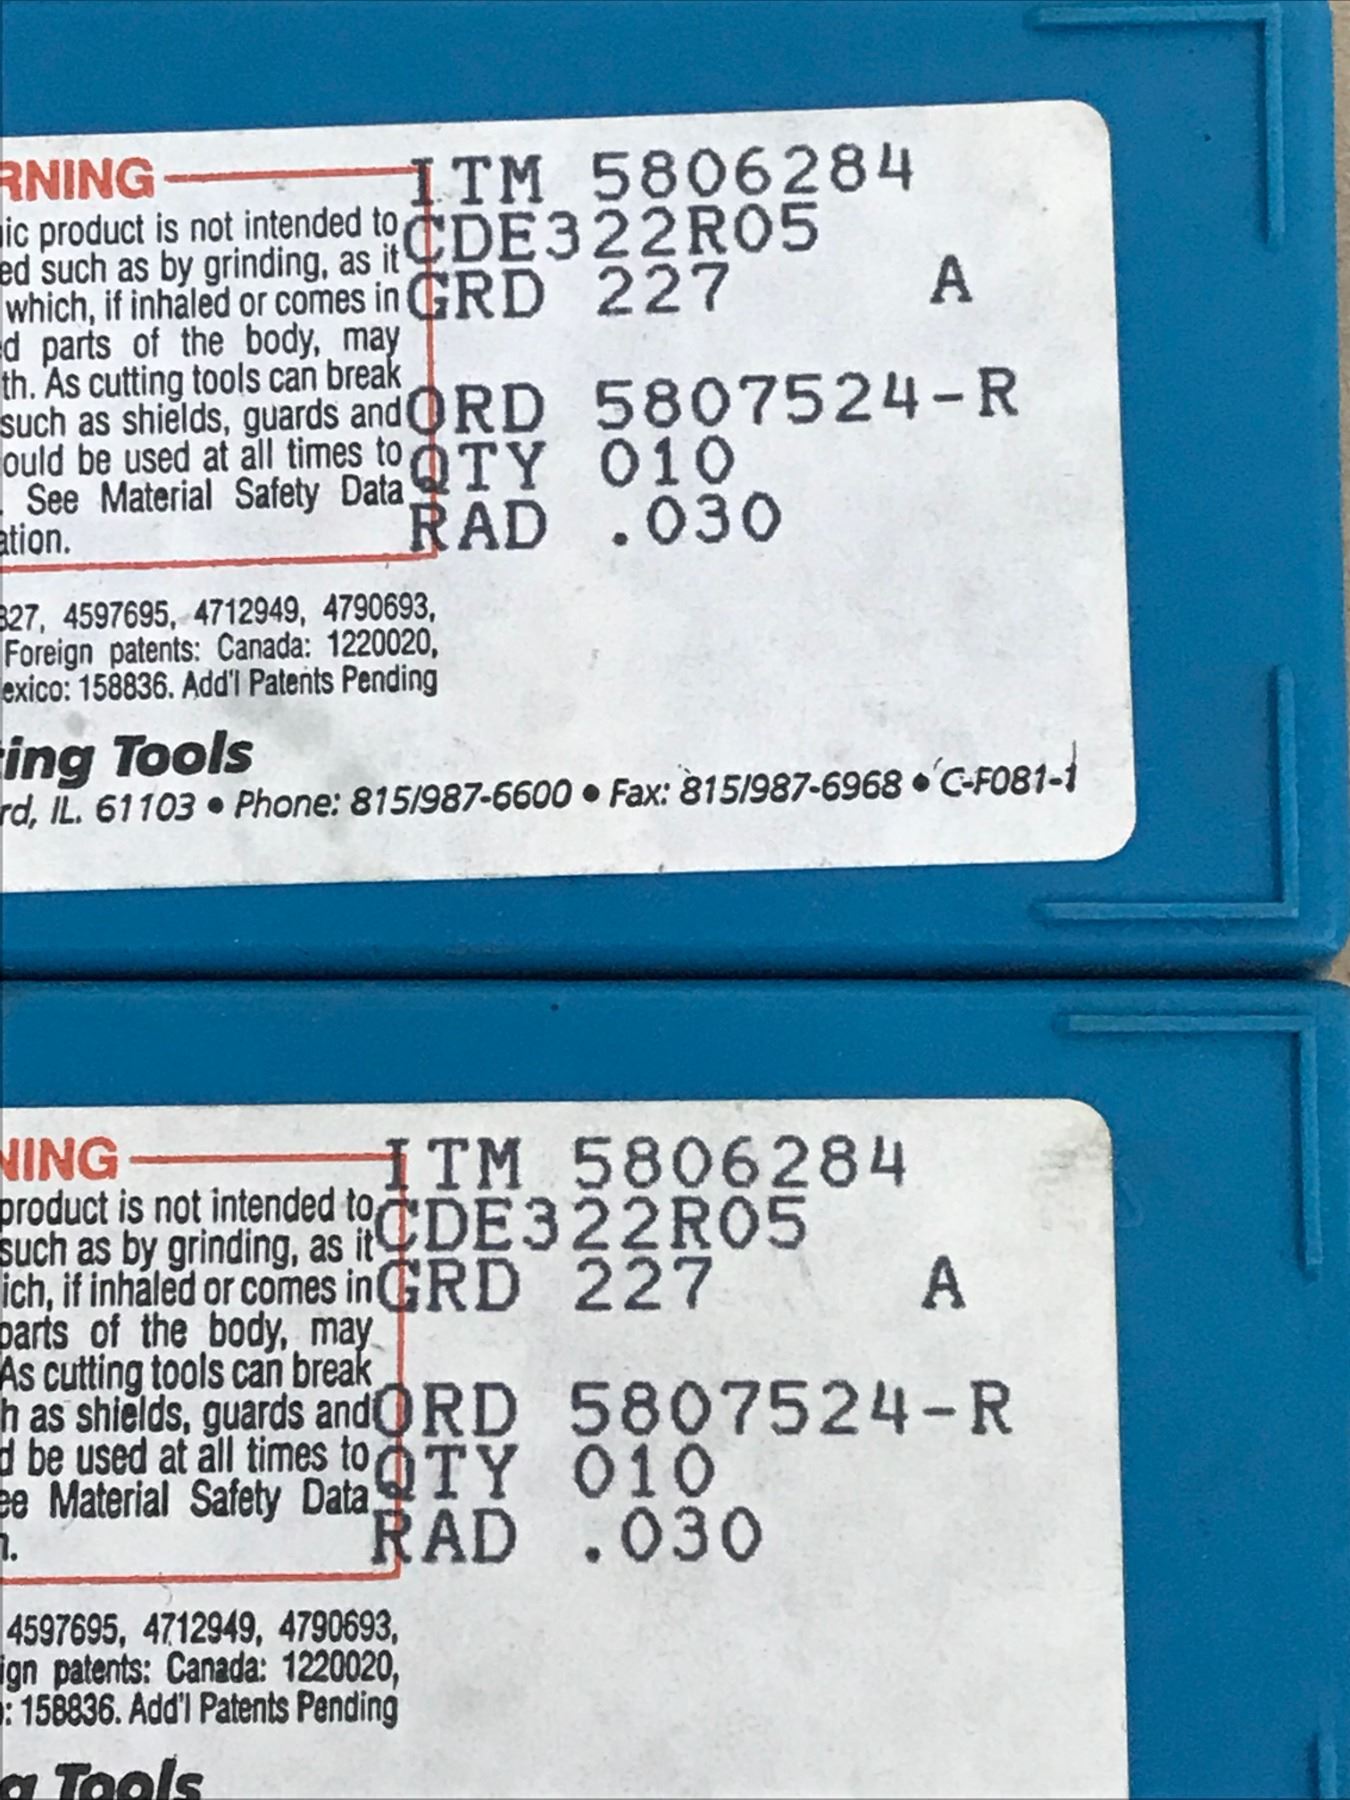 RNING
ITM 5806284
ic product is not intended to
CDE322R05
ed such as by grinding, as it
which, if inhaled or comes in
GRD 227 A
d parts of the body, may
th. As cutting tools can break
such as shields, guards and
ORD 5807524-R
ould be used at all times to
QTY 010
. See Material Safety Data
RAD .030
ation.
327, 4597695, 4712949, 4790693,
Foreign patents: Canada: 1220020,
exico: 158836. Add'l Patents Pending
ing Tools
rd, IL. 61103 • Phone: 815/987-6600 • Fax: 815/987-6968 • C-F081-1
NING
ITM 5806284
product is not intended to
CDE322R05
such as by grinding, as it
ich, if inhaled or comes in
GRD 227 A
parts of the body, may
As cutting tools can break
h as shields, guards and
ORD 5807524-R
d be used at all times to
QTY 010
ee Material Safety Data
RAD .030
n.
4597695, 4712949, 4790693,
ign patents: Canada: 1220020,
: 158836. Add'l Patents Pending
g Tools